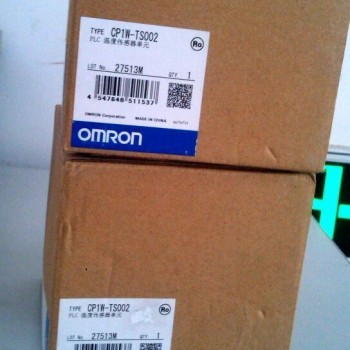 TYPE CP1W-TS002
PLC 温度传感器单元
Ro
LOT No. 27513M QTY. 1
4 547648 511537
OMRON Corporation MADE IN CHINA
OMRON
TYPE CP1W-TS002
PLC 温度传感器单元
Ro
LOT No. 27513M QTY. 1